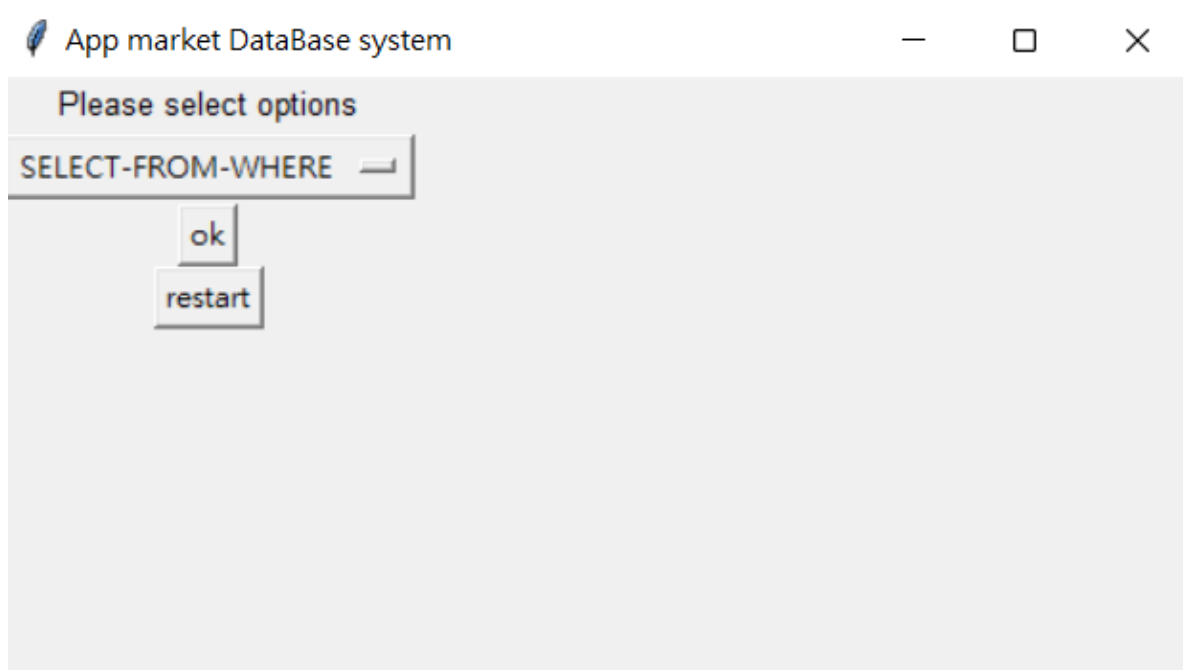 App market DataBase system
Please select options
SELECT-FROM-WHERE
ok
restart